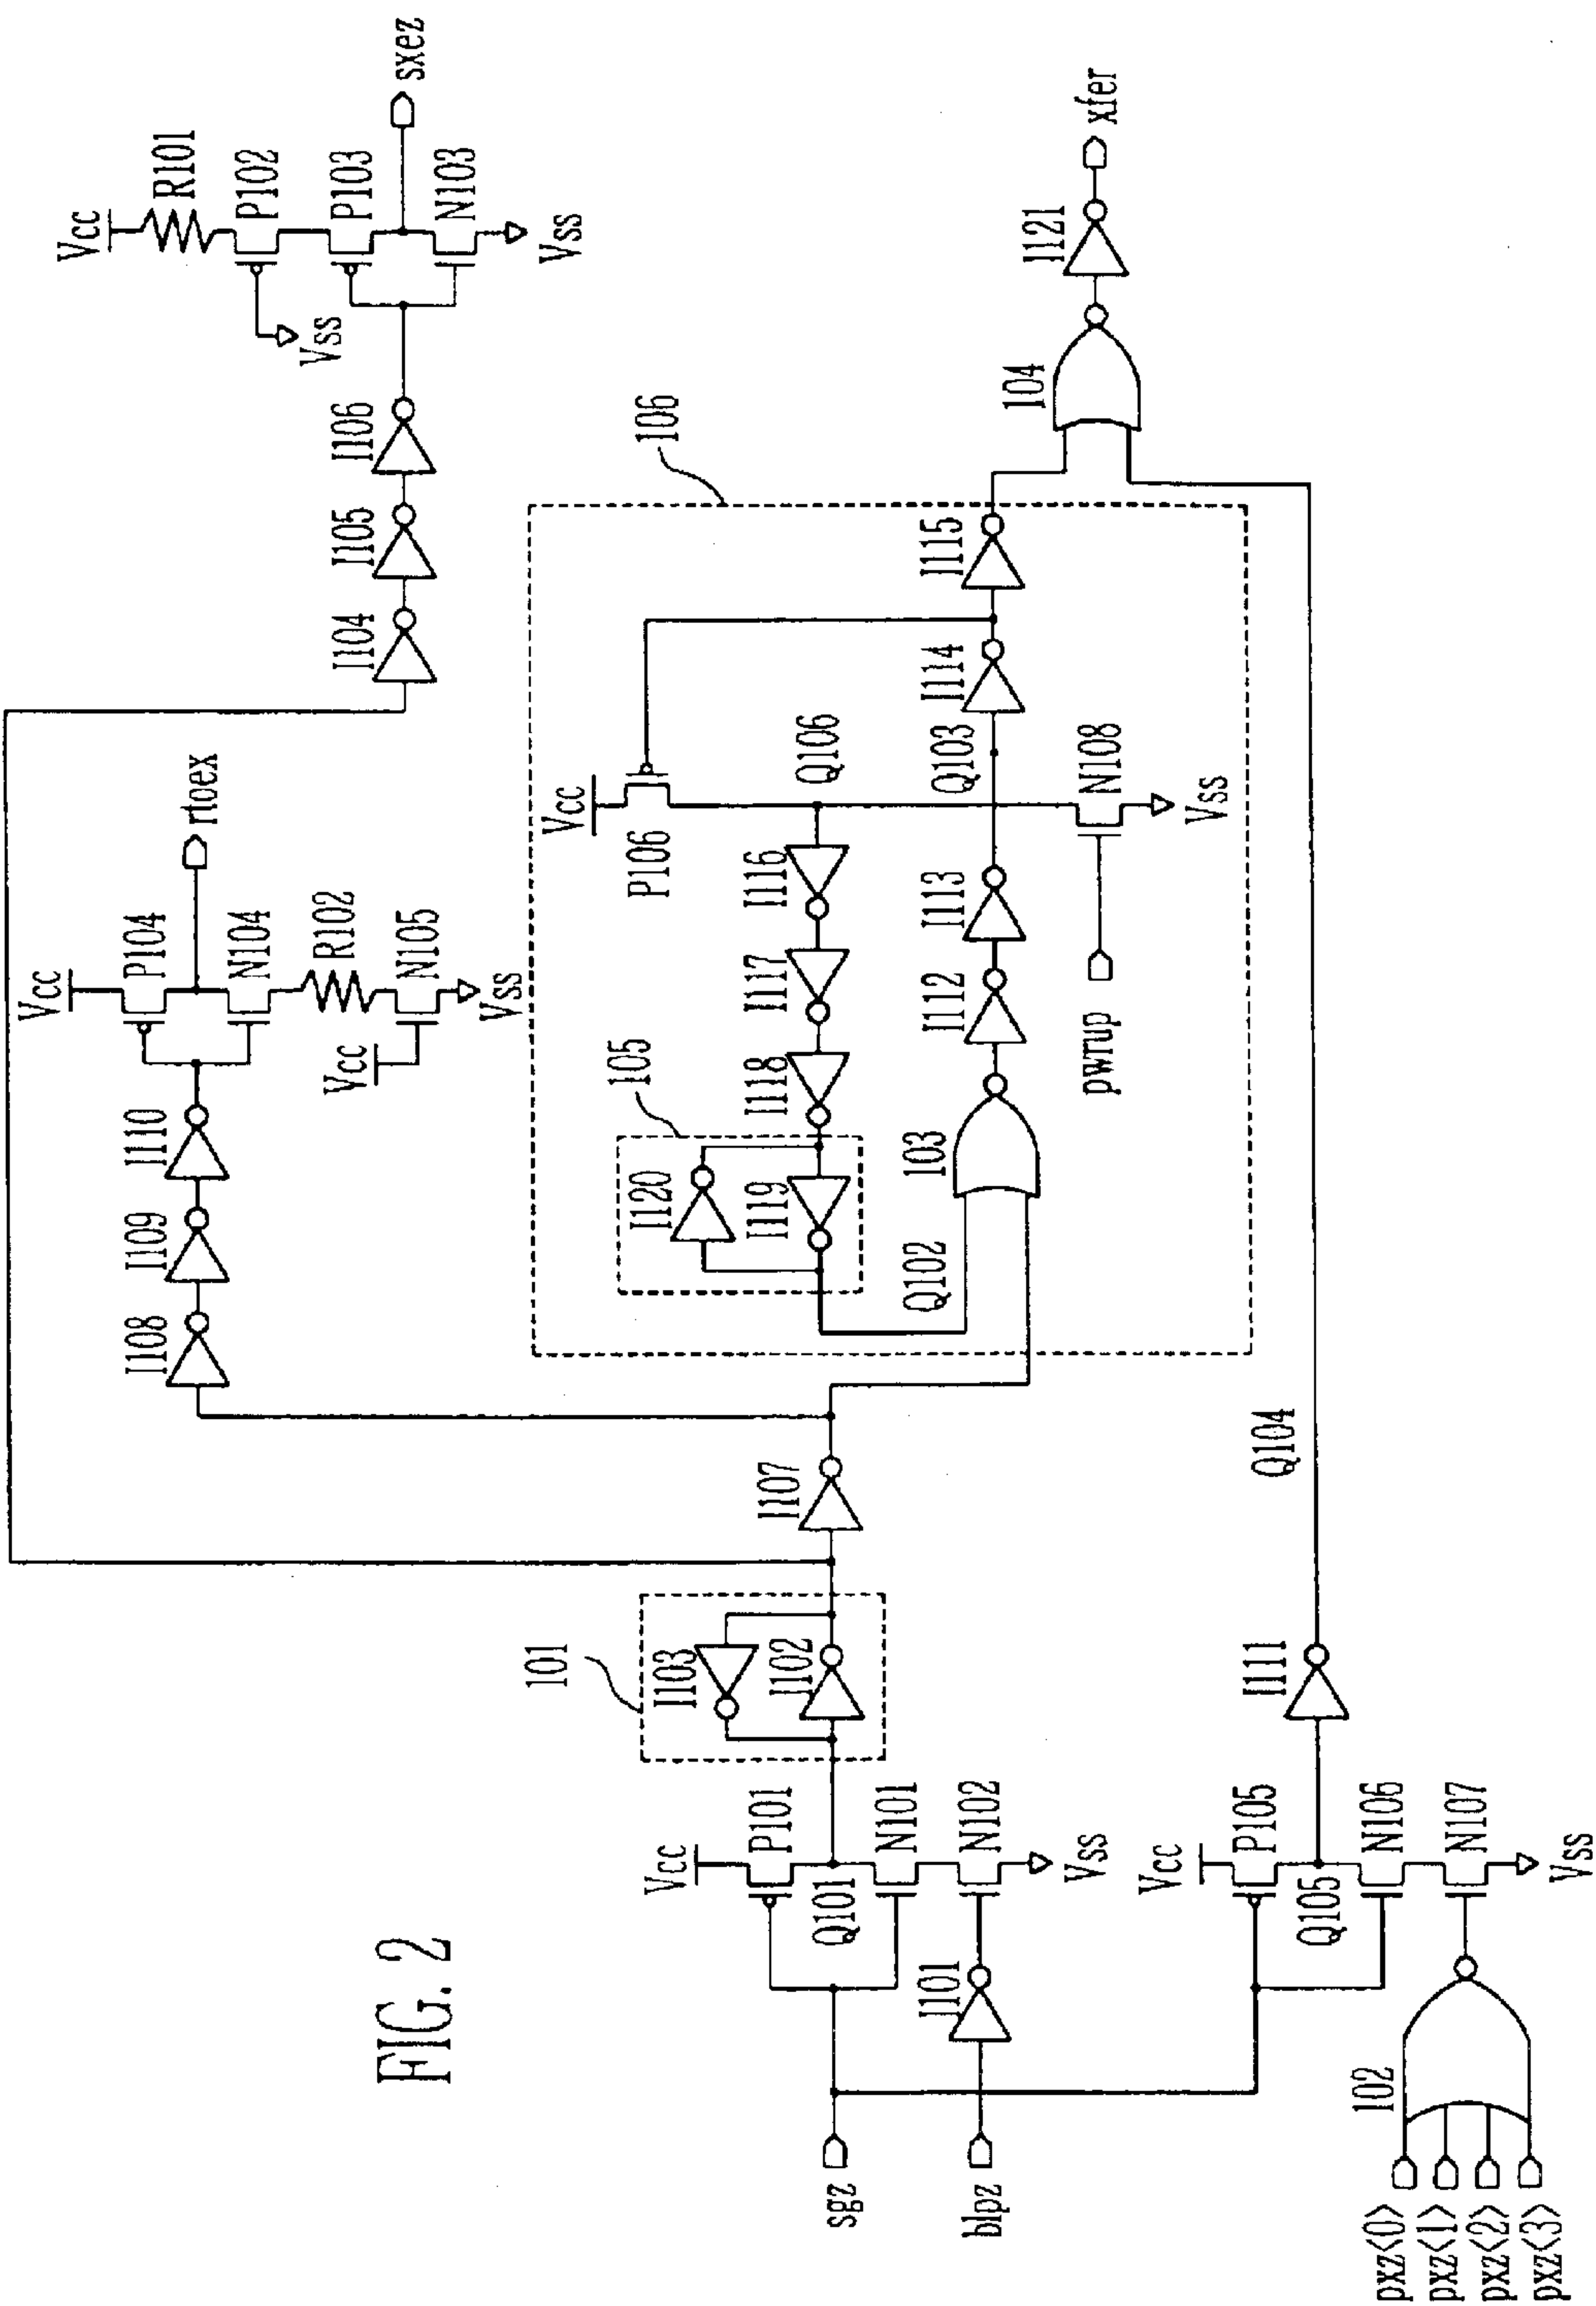 FIG. 2
sgz
blpz
pxz<0>
pxz<1>
pxz<2>
pxz<3>
102
I101
Vcc
P101
Q101
N101
N102
Vss
Vcc
P105
Q105
N106
N107
Vss
101
I103
I102
I111
I107
Q104
I108
I109
I110
Vcc
P104
N104
R102
N105
Vcc
Vss
rtoex
105
I120
I119
Q102
103
I118
I117
I116
I112
I113
pwrup
Vcc
P106
Q106
Q103
N108
Vss
I114
I115
106
104
I121
xfer
I104
I105
I106
Vss
Vcc
R101
P102
P103
N103
Vss
sxez